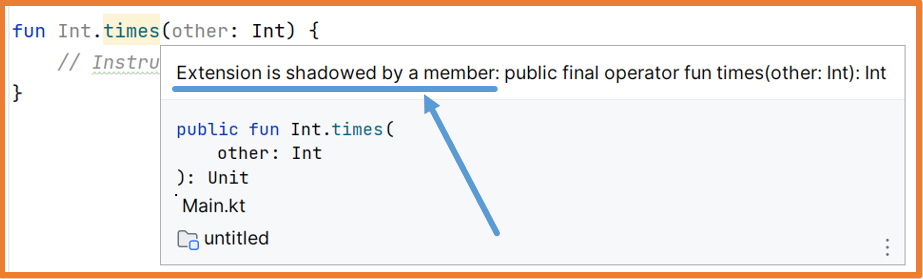 fun Int.times(other: Int) {
// Instru
}
Extension is shadowed by a member: public final operator fun times(other: Int): Int
public fun Int.times(
other: Int
): Unit
Main.kt
untitled